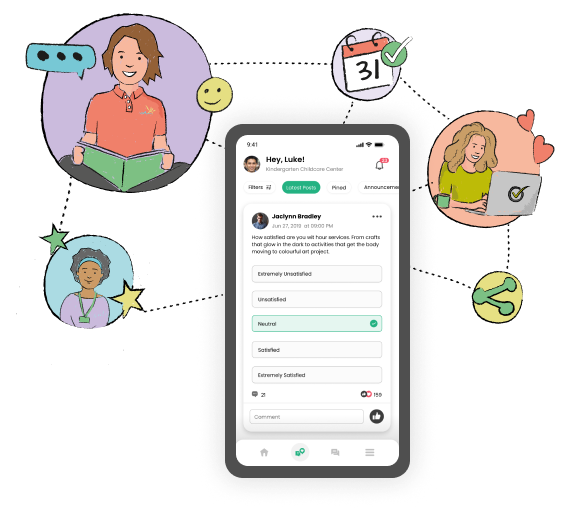 31
9:41
Hey, Luke!
Kindergarten Childcare Center
Filters
Latest Posts
Pined
Announcemen
Jaclynn Bradley
Jun 27, 2015 at 09:00 PM
How satisfied are you wit hour services. From crafts
that glow in the dark to activities that get the body
moving to colourful art project.
Extremely Unsatisfied
Unsatisfied
Neutral
Satisfied
Extremely Satisfied
21
159
Comment